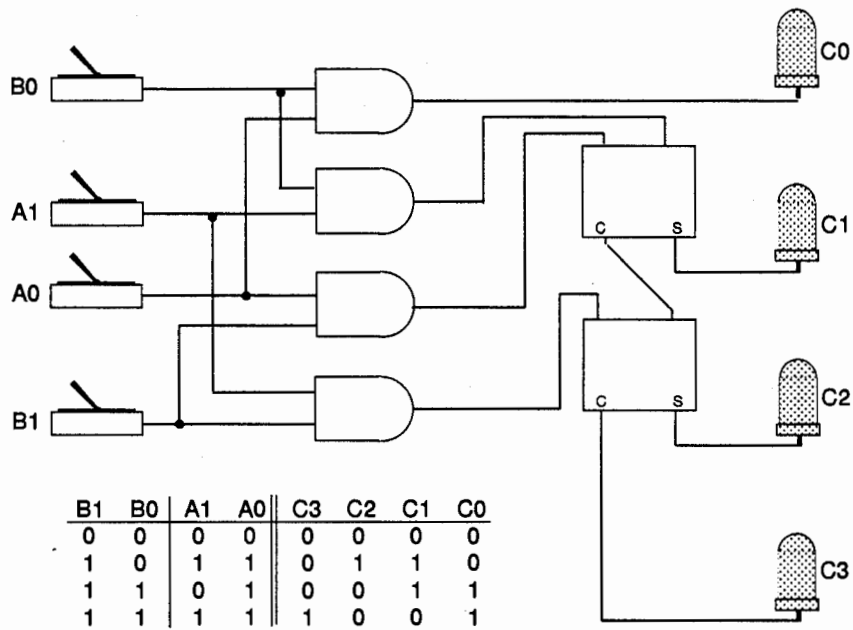 C0
B0
A1
C1
C S
A0
C2
C S
B1
B1 B0 A1 A0 C3 C2 C1 C0
0 0 0 0 0 0 0 0
1 0 1 1 0 1 1 0
1 1 0 1 0 0 1 1
1 1 1 1 1 0 0 1
C3